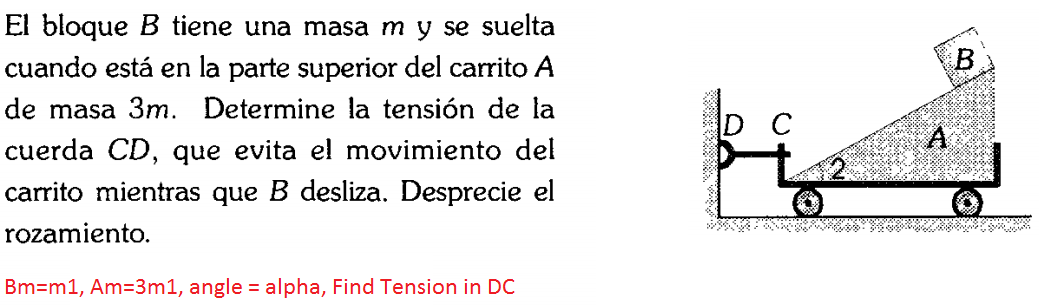 El bloque B tiene una masa m y se suelta
cuando está en la parte superior del carrito A
de masa 3m. Determine la tensión de la
cuerda CD, que evita el movimiento del
carrito mientras que B desliza. Desprecie el
rozamiento.
Bm=m1, Am=3m1, angle = alpha, Find Tension in DC
B
D C
A
2